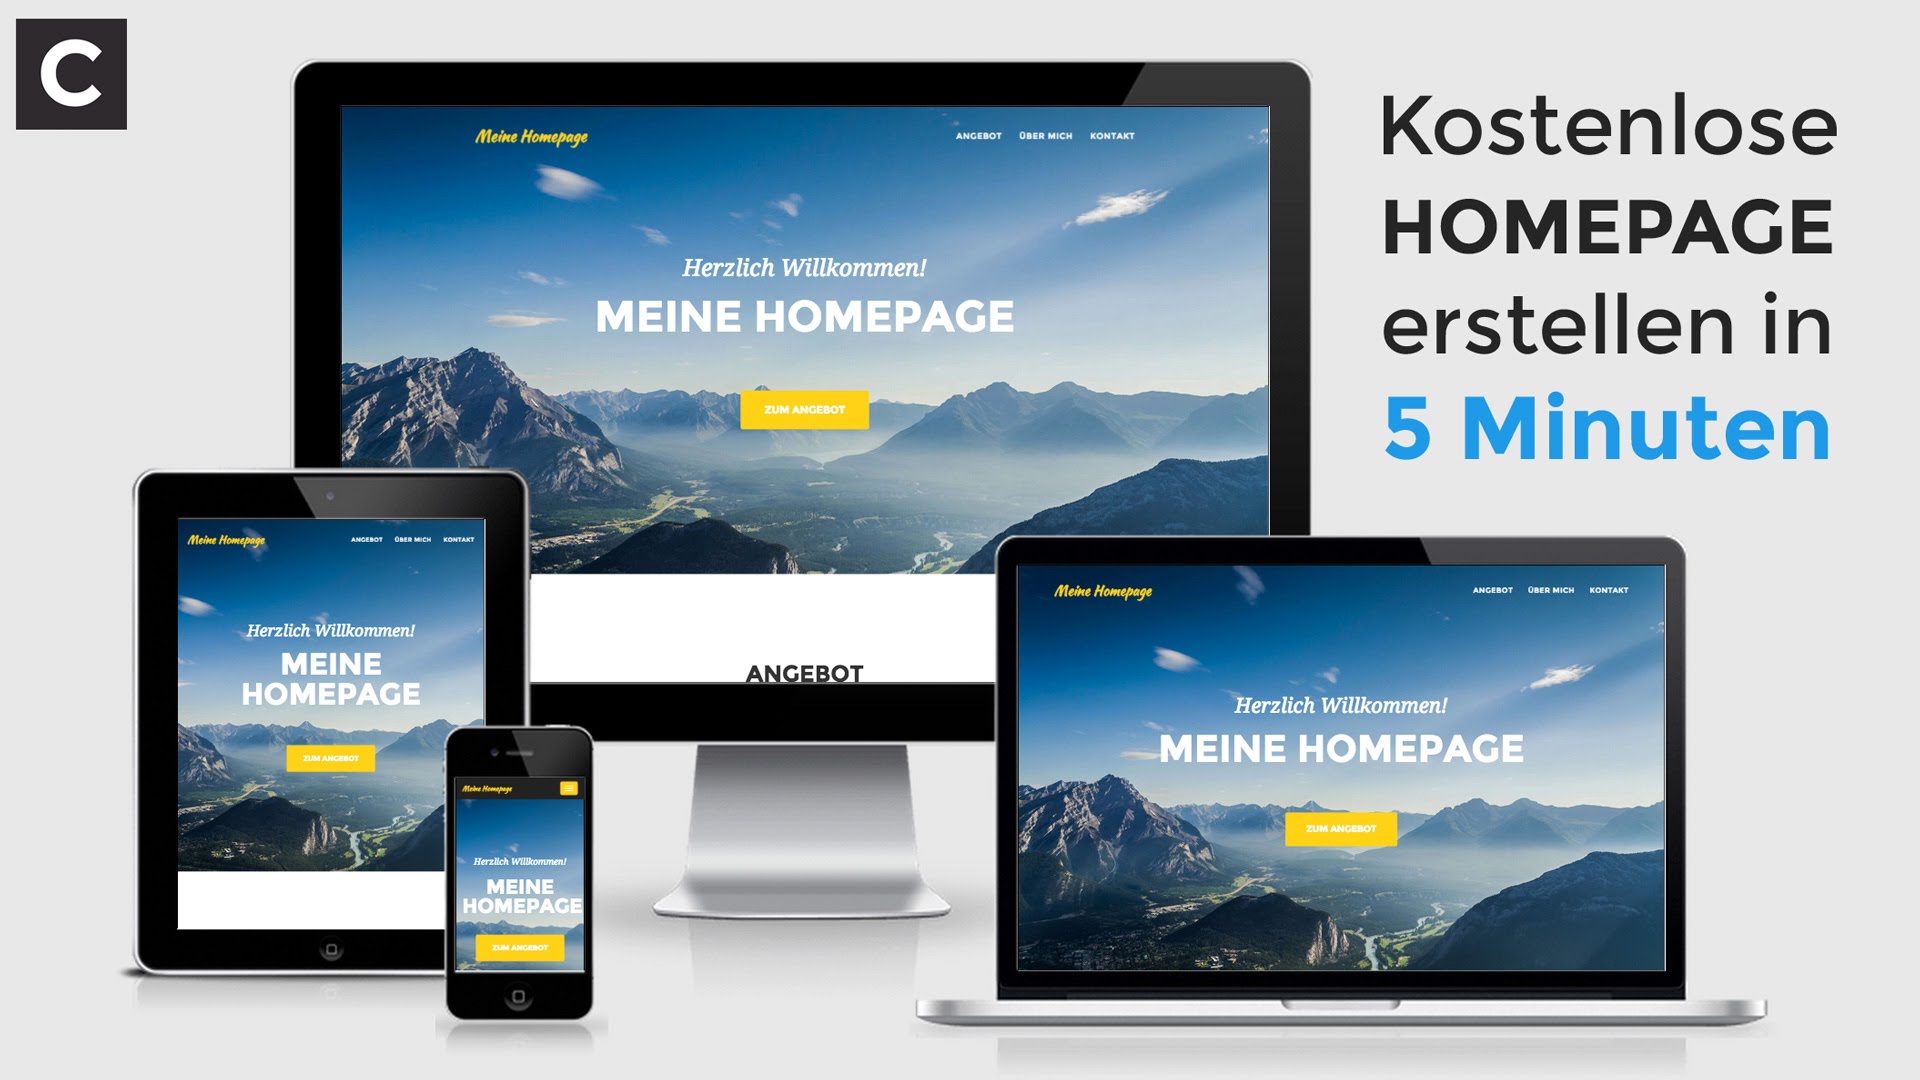 C
Kostenlose
HOMEPAGE
erstellen in
5 Minuten
Meine Homepage ANGEBOT ÜBER MICH KONTAKT
Herzlich Willkommen!
MEINE HOMEPAGE
ZUM ANGEBOT
ANGEBOT
Meine Homepage ANGEBOT ÜBER MICH KONTAKT
Herzlich Willkommen!
MEINE
HOMEPAGE
ZUM ANGEBOT
Meine Homepage
Herzlich Willkommen!
MEINE
HOMEPAGE
ZUM ANGEBOT
Meine Homepage ANGEBOT ÜBER MICH KONTAKT
Herzlich Willkommen!
MEINE HOMEPAGE
ZUM ANGEBOT